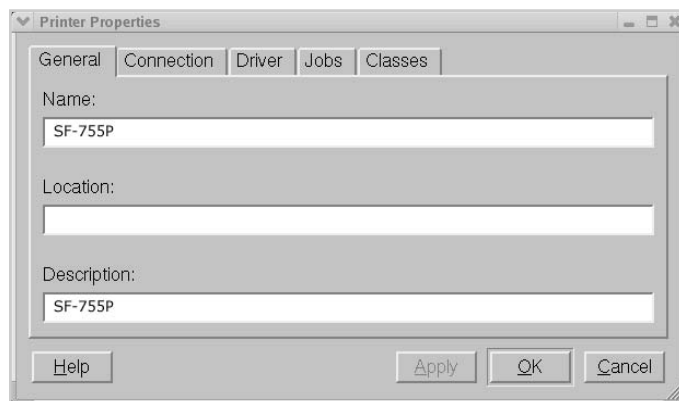 Printer Properties
General Connection Driver Jobs Classes
Name:
SF-755P
Location:
Description:
SF-755P
Help Apply OK Cancel